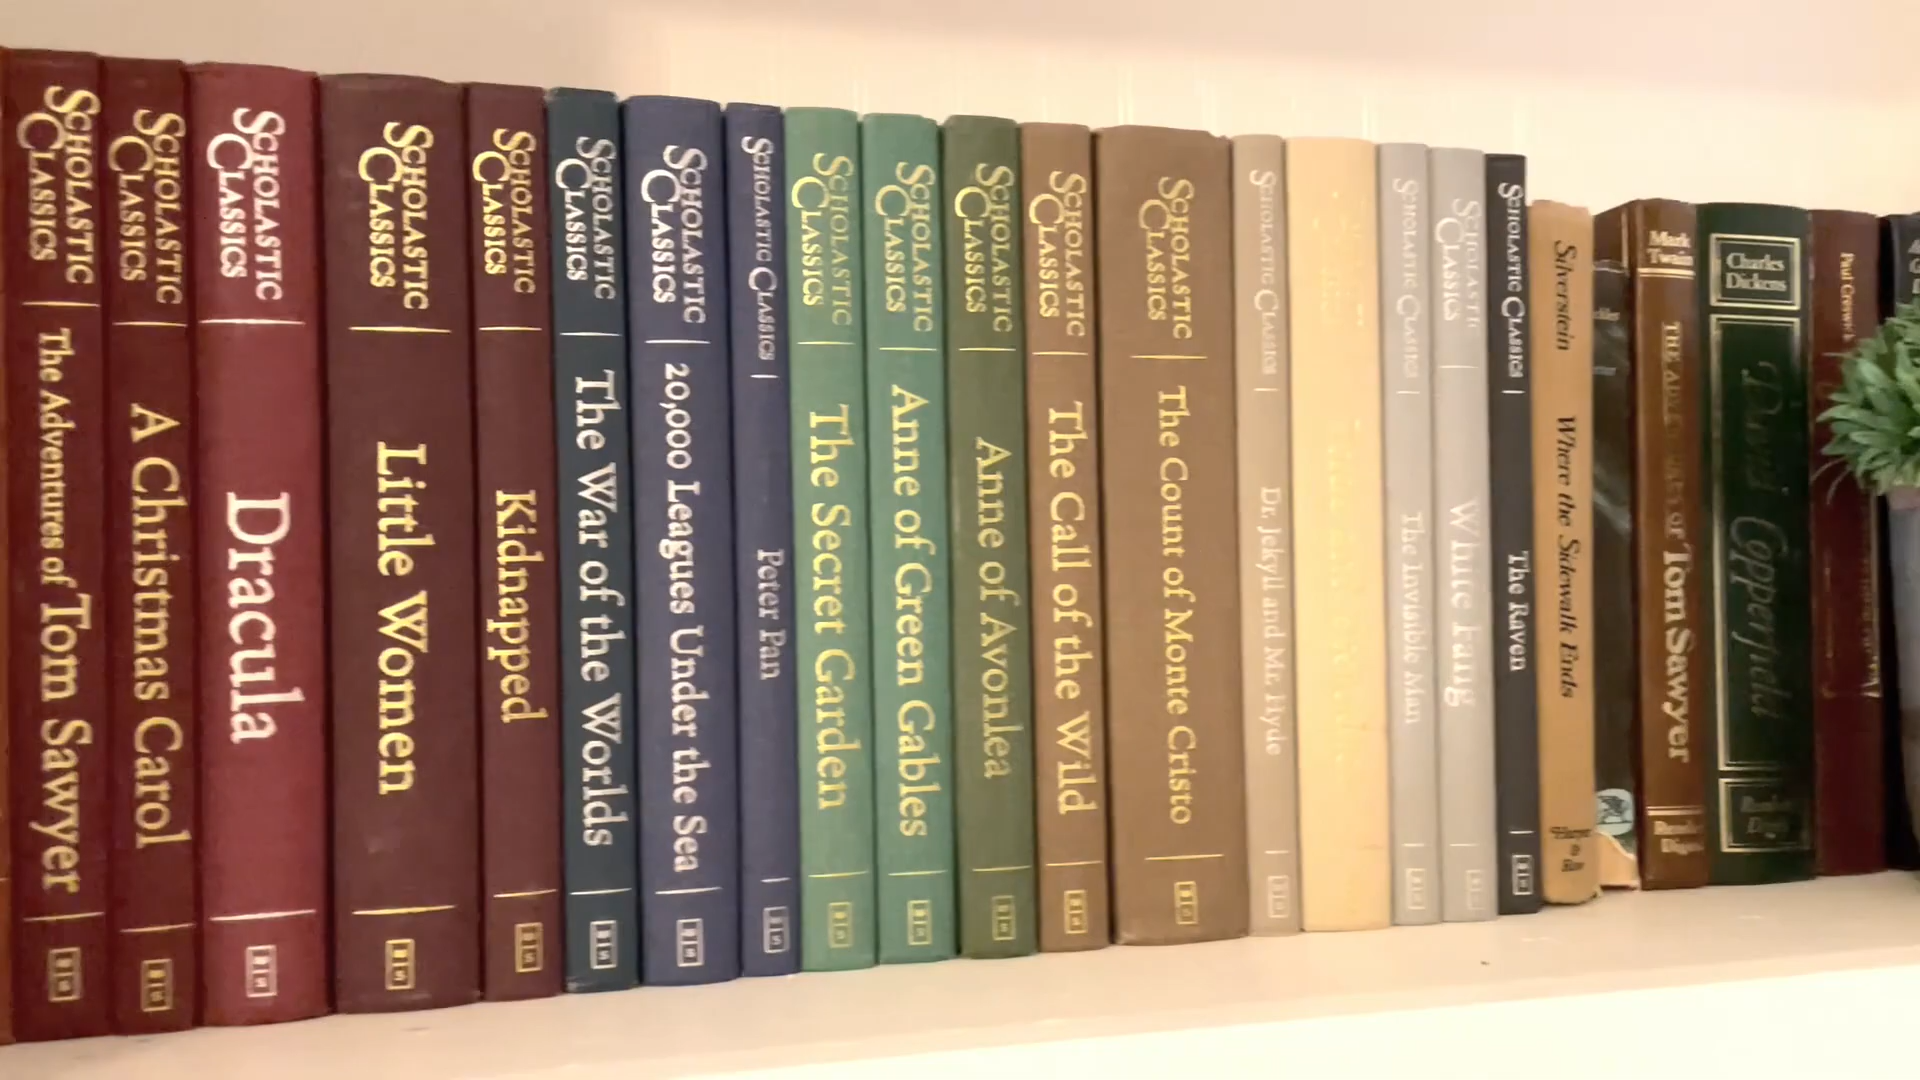 SCHOLASTIC
CLASSICS
The Adventures of Tom Sawyer
SCHOLASTIC
CLASSICS
A Christmas Carol
SCHOLASTIC
CLASSICS
Dracula
SCHOLASTIC
CLASSICS
Little Women
SCHOLASTIC
CLASSICS
Kidnapped
SCHOLASTIC
CLASSICS
The War of the Worlds
SCHOLASTIC
CLASSICS
20,000 Leagues Under the Sea
SCHOLASTIC CLASSICS
Peter Pan
SCHOLASTIC
CLASSICS
The Secret Garden
SCHOLASTIC
CLASSICS
Anne of Green Gables
SCHOLASTIC
CLASSICS
Anne of Avonlea
SCHOLASTIC
CLASSICS
The Call of the Wild
SCHOLASTIC
CLASSICS
The Count of Monte Cristo
SCHOLASTIC CLASSICS
Dr. Jekyll and Mr. Hyde
SCHOLASTIC CLASSICS
The Invisible Man
SCHOLASTIC
CLASSICS
White Fang
SCHOLASTIC CLASSICS
The Raven
Silverstein
Where the Sidewalk Ends
Harper
&
Row
Mark
Twain
THE ADVENTURES OF TOM SAWYER
Charles
Dickens
David Copperfield